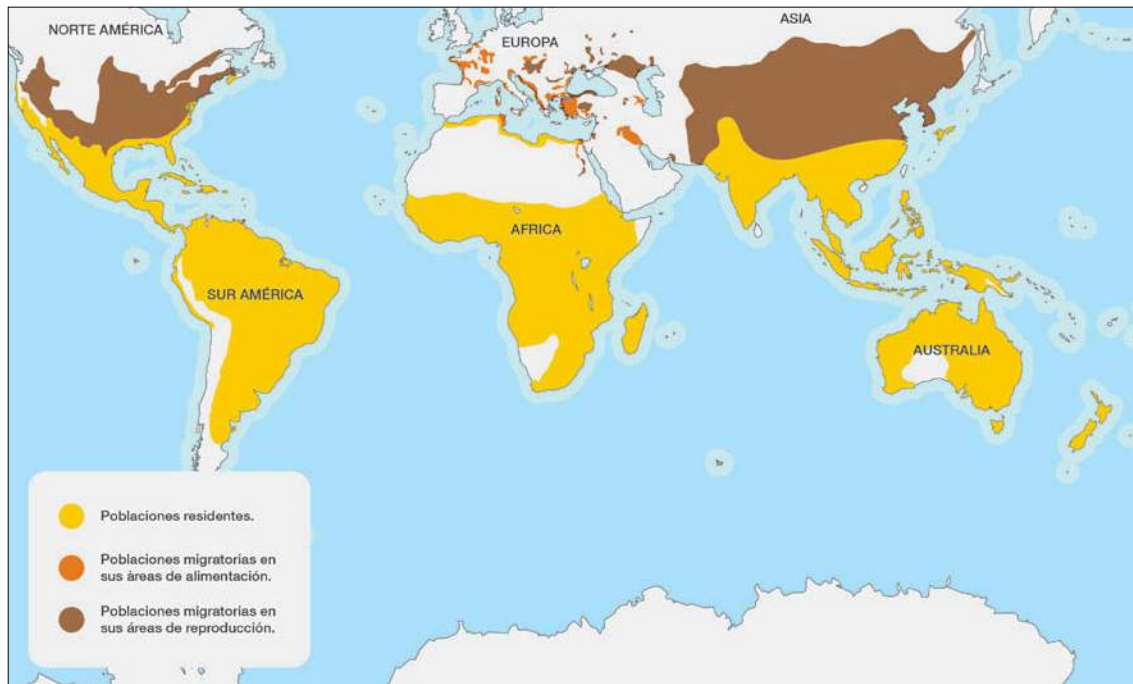 NORTE AMÉRICA
EUROPA
ASIA
AFRICA
SUR AMÉRICA
AUSTRALIA
Poblaciones residentes.
Poblaciones migratorias en
sus àreas de alimentación.
Poblaciones migratorias en
sus áreas de reproducción.